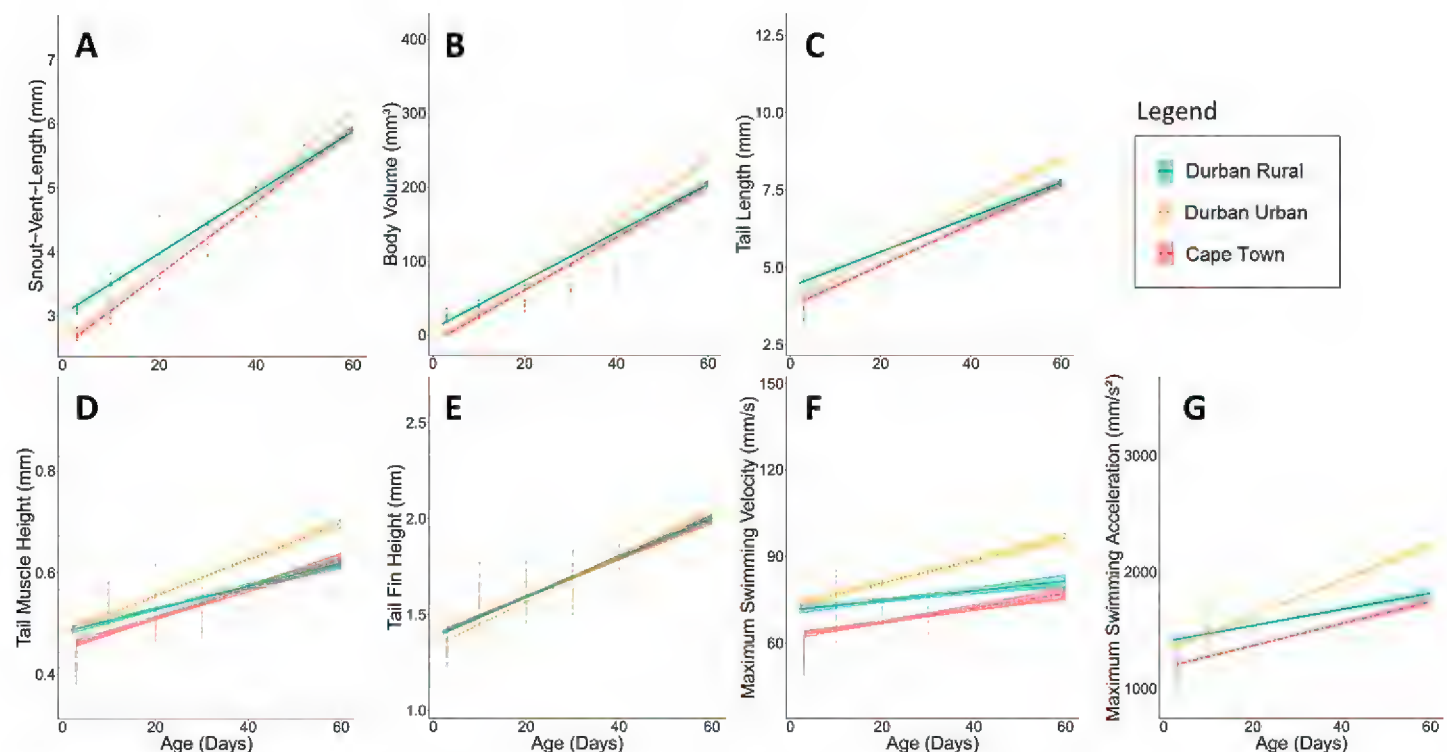 A
Snout-Vent-Length (mm)
7
6
5
4
3
0
20
40
60
B
Body Volume (mm³)
400
300
200
100
0
0
20
40
60
C
Tail Length (mm)
12.5
10.0
7.5
5.0
2.5
0
20
40
60
Legend
Durban Rural
Durban Urban
Cape Town
D
Tail Muscle Height (mm)
0.8
0.6
0.4
0
20
40
60
Age (Days)
E
Tail Fin Height (mm)
2.5
2.0
1.5
1.0
0
20
40
60
Age (Days)
F
Maximum Swimming Velocity (mm/s)
150
120
90
60
0
20
40
60
Age (Days)
G
Maximum Swimming Acceleration (mm/s²)
3000
2000
1000
0
20
40
60
Age (Days)